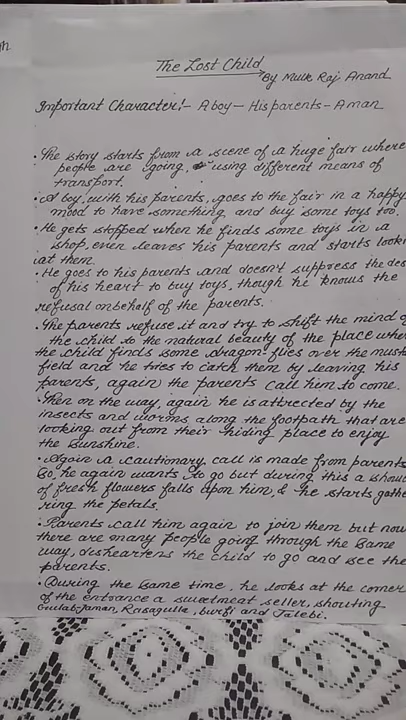 The Lost Child
By Mulk Raj Anand
Important Character:- A boy - His parents - A man
• The story starts from a scene of a huge fair where
people are going, using different means of
transport.
• A boy, with his parents, goes to the fair in a happy
mood to have something, and buy some toys too.
• He gets stopped when he finds some toys in a
shop, even leaves his parents and starts looki
at them.
• He goes to his parents and doesn't suppress the des
of his heart to buy toys, though he knows the
refusal onbehalf of the parents.
• The parents refuse it and try to shift the mind o
the child to the natural beauty of the place whe
the child finds some dragon-flies over the must
field and he tries to catch them by leaving his
parents, again the parents call him to come.
• Then on the way, again he is attrected by the
insects and worms, along the footpath that are
looking out from their hiding place to enjoy
the sunshine.
• Again a cautionary call is made from parents
So, he again wants to go but during this a show
of fresh flowers falls upon him, & he starts gathe
ring the petals.
• Parents call him again to join them but now
there are many people going through the same
way, disheartens the child to go and see the
parents.
• During the same time, he looks at the corner
of the entrance a sweatmeat seller, shouting
Gulab-Jaman, Rasagulla, burfi and Jalebi.